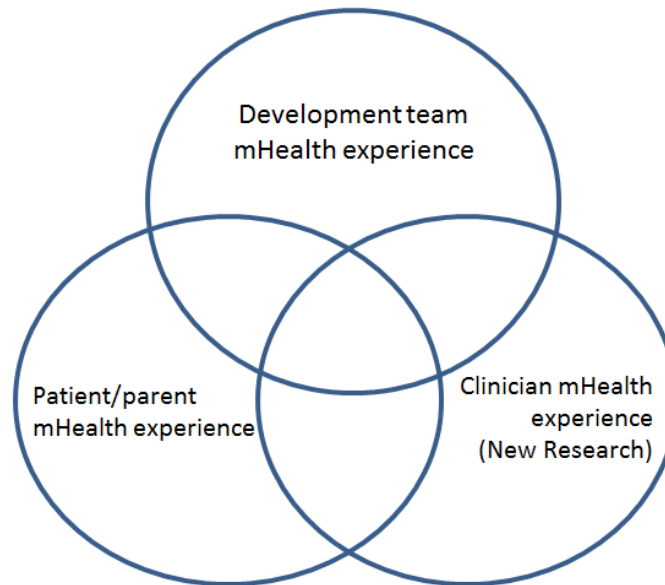 Development team
mHealth experience
Patient/parent
mHealth experience
Clinician mHealth
experience
(New Research)